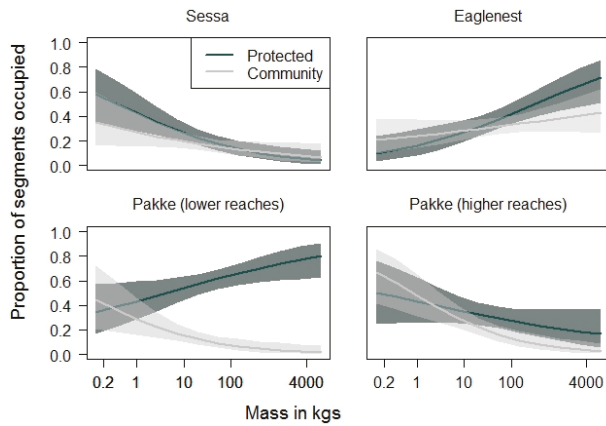 Sessa
Eaglenest
Protected
Community
1.0
0.8
0.6
0.4
0.2
0.0
Pakke (lower reaches)
Pakke (higher reaches)
1.0
0.8
0.6
0.4
0.2
0.0
0.2 1 10 100 4000
0.2 1 10 100 4000
Proportion of segments occupied
Mass in kgs